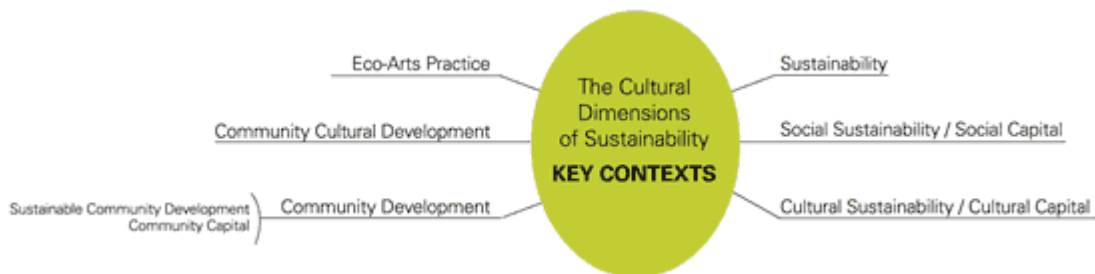 Eco-Arts Practice
Community Cultural Development
Sustainable Community Development
Community Capital
Community Development
The Cultural
Dimensions
of Sustainability
KEY CONTEXTS
Sustainability
Social Sustainability / Social Capital
Cultural Sustainability / Cultural Capital